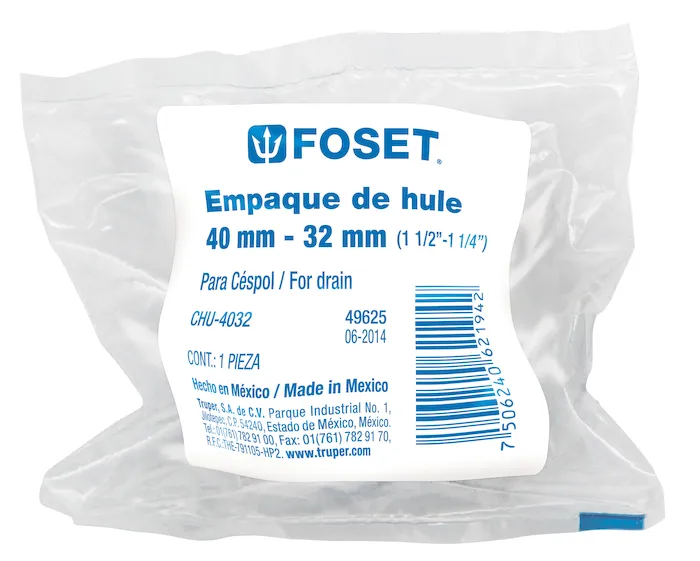 FOSET®
Empaque de hule
40 mm - 32 mm (1 1/2”-1 1/4”)
Para Céspol / For drain
CHU-4032 49625
06-2014
CONT.: 1 PIEZA
Hecho en México / Made in Mexico
Truper, S.A. de C.V. Parque Industrial No. 1,
Jilotepec, C.P. 54240, Estado de México, México.
Tel.: 01(761) 782 91 00, Fax: 01(761) 782 91 70,
R.F.C.:THE-791105-HP2. www.truper.com
7 506240 621942